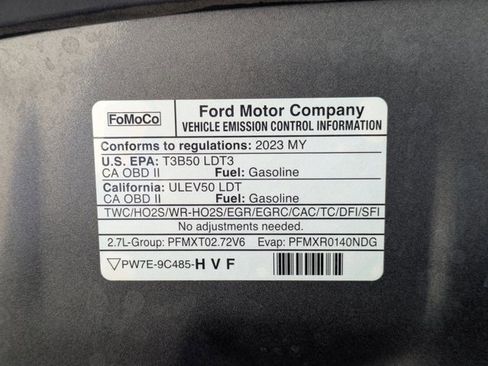 FoMoCo
Ford Motor Company
VEHICLE EMISSION CONTROL INFORMATION
Conforms to regulations: 2023 MY
U.S. EPA: T3B50 LDT3
CA OBD II Fuel: Gasoline
California: ULEV50 LDT
CA OBD II Fuel: Gasoline
TWC/HO2S/WR-HO2S/EGR/EGRC/CAC/TC/DFI/SFI
No adjustments needed.
2.7L-Group: PFMXT02.72V6 Evap: PFMXR0140NDG
PW7E-9C485-H V F